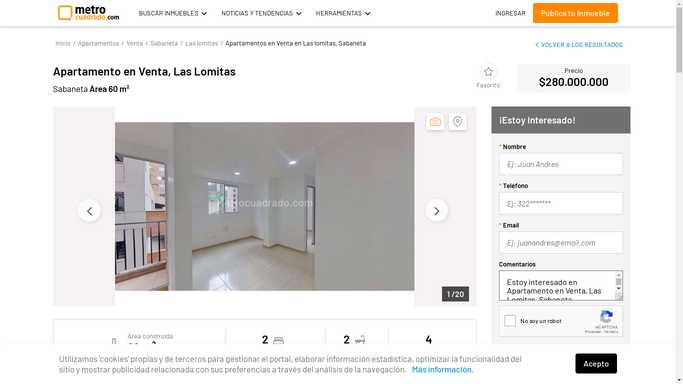 metro
cuadrado.com
BUSCAR INMUEBLES
NOTICIAS Y TENDENCIAS
HERRAMIENTAS
INGRESAR
Publica tu inmueble
Inicio / Apartamentos / Venta / Sabaneta / Las lomitas / Apartamentos en Venta en Las lomitas, Sabaneta
VOLVER A LOS RESULTADOS
Apartamento en Venta, Las Lomitas
Sabaneta Área 60 m²
Favorito
Precio
$280.000.000
ocuadrado.com
1 / 20
¡Estoy interesado!
* Nombre
Ej: Juan Andres
* Teléfono
Ej: 322*******
* Email
Ej: juanandres@email.com
Comentarios
Estoy interesado en
Apartamento en Venta, Las
Lomitas, Sabaneta
No soy un robot
reCAPTCHA
Privacidad - Términos
Área construida
2
2
4
Utilizamos 'cookies' propias y de terceros para gestionar el portal, elaborar información estadística, optimizar la funcionalidad del
sitio y mostrar publicidad relacionada con sus preferencias a través del análisis de la navegación. Más información.
Acepto